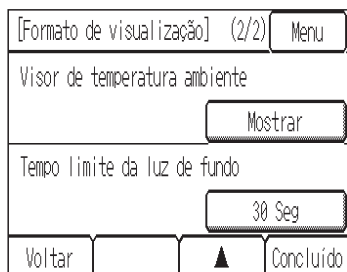 [Formato de visualização] (2/2) Menu
Visor de temperatura ambiente
Mostrar
Tempo limite da luz de fundo
30 Seg
Voltar ▲ Concluído